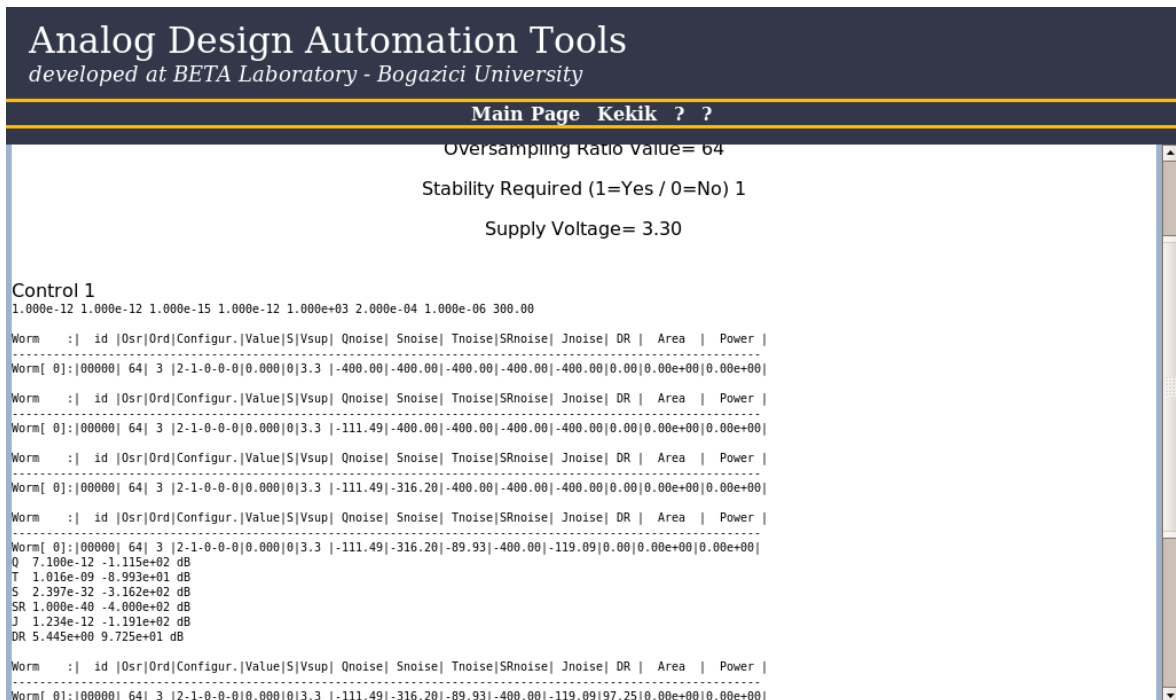 Analog Design Automation Tools
developed at BETA Laboratory - Bogazici University
Main Page Kekik ? ?
Oversampling Ratio Value= 64
Stability Required (1=Yes / 0=No) 1
Supply Voltage= 3.30
Control 1
1.000e-12 1.000e-12 1.000e-15 1.000e-12 1.000e+03 2.000e-04 1.000e-06 300.00
Worm    :|  id |Osr|Ord|Configur.|Value|S|Vsup| Qnoise| Snoise| Tnoise|SRnoise| Jnoise| DR |  Area  |  Power |
----------------------------------------------------------------------------------------------------
Worm[ 0]:|00000| 64| 3 |2-1-0-0-0|0.000|0|3.3 |-400.00|-400.00|-400.00|-400.00|-400.00|0.00|0.00e+00|0.00e+00|
Worm    :|  id |Osr|Ord|Configur.|Value|S|Vsup| Qnoise| Snoise| Tnoise|SRnoise| Jnoise| DR |  Area  |  Power |
----------------------------------------------------------------------------------------------------
Worm[ 0]:|00000| 64| 3 |2-1-0-0-0|0.000|0|3.3 |-111.49|-400.00|-400.00|-400.00|-400.00|0.00|0.00e+00|0.00e+00|
Worm    :|  id |Osr|Ord|Configur.|Value|S|Vsup| Qnoise| Snoise| Tnoise|SRnoise| Jnoise| DR |  Area  |  Power |
----------------------------------------------------------------------------------------------------
Worm[ 0]:|00000| 64| 3 |2-1-0-0-0|0.000|0|3.3 |-111.49|-316.20|-400.00|-400.00|-400.00|0.00|0.00e+00|0.00e+00|
Worm    :|  id |Osr|Ord|Configur.|Value|S|Vsup| Qnoise| Snoise| Tnoise|SRnoise| Jnoise| DR |  Area  |  Power |
----------------------------------------------------------------------------------------------------
Worm[ 0]:|00000| 64| 3 |2-1-0-0-0|0.000|0|3.3 |-111.49|-316.20|-89.93|-400.00|-119.09|0.00|0.00e+00|0.00e+00|
Q  7.100e-12 -1.115e+02 dB
T  1.016e-09 -8.993e+01 dB
S  2.397e-32 -3.162e+02 dB
SR 1.000e-40 -4.000e+02 dB
J  1.234e-12 -1.191e+02 dB
DR 5.445e+00 9.725e+01 dB
Worm    :|  id |Osr|Ord|Configur.|Value|S|Vsup| Qnoise| Snoise| Tnoise|SRnoise| Jnoise| DR |  Area  |  Power |
----------------------------------------------------------------------------------------------------
Worm[ 0]:|00000| 64| 3 |2-1-0-0-0|0.000|0|3.3 |-111.49|-316.20|-89.93|-400.00|-119.09|97.25|0.00e+00|0.00e+00|